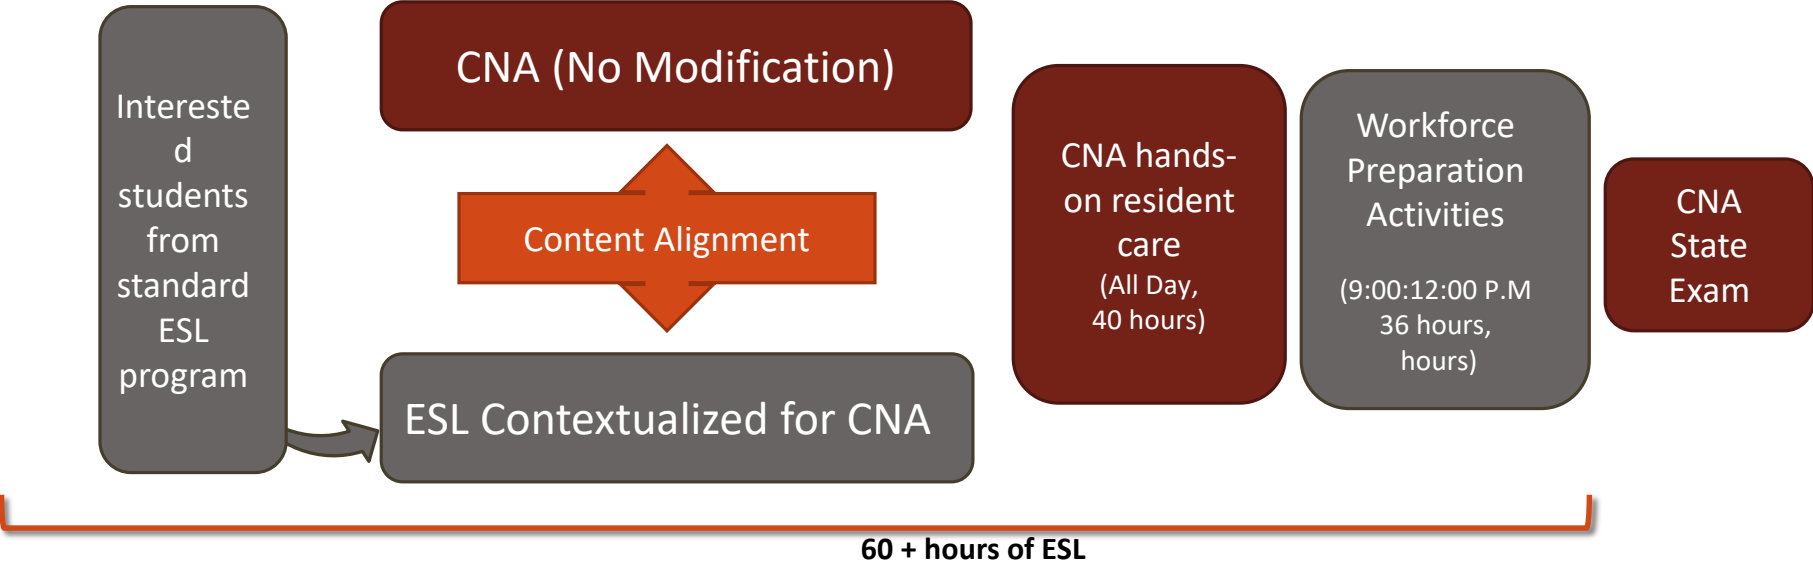 Intereste
d
students
from
standard
ESL
program
CNA (No Modification)
Content Alignment
ESL Contextualized for CNA
CNA hands-
on resident
care
(All Day,
40 hours)
Workforce
Preparation
Activities
(9:00:12:00 P.M
36 hours,
hours)
CNA
State
Exam
60 + hours of ESL